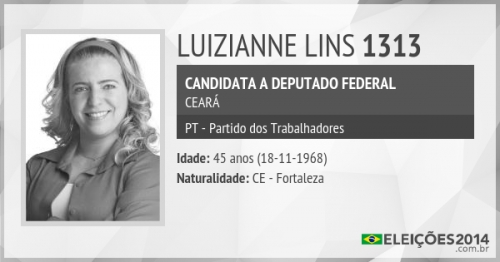 LUIZIANNE LINS 1313
CANDIDATA A DEPUTADO FEDERAL
CEARÁ
PT - Partido dos Trabalhadores
Idade: 45 anos (18-11-1968)
Naturalidade: CE - Fortaleza
ELEIÇÕES2014
.com.br